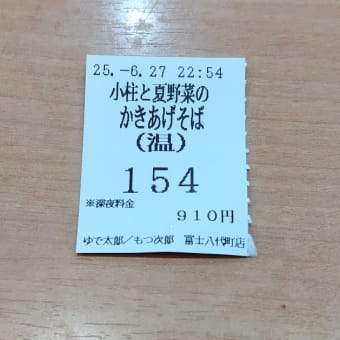 25.-6.27 22:54
小柱と夏野菜の
かきあげそば
(温)
154
※深夜料金
910円
ゆで太郎/もつ次郎 富士八代町店